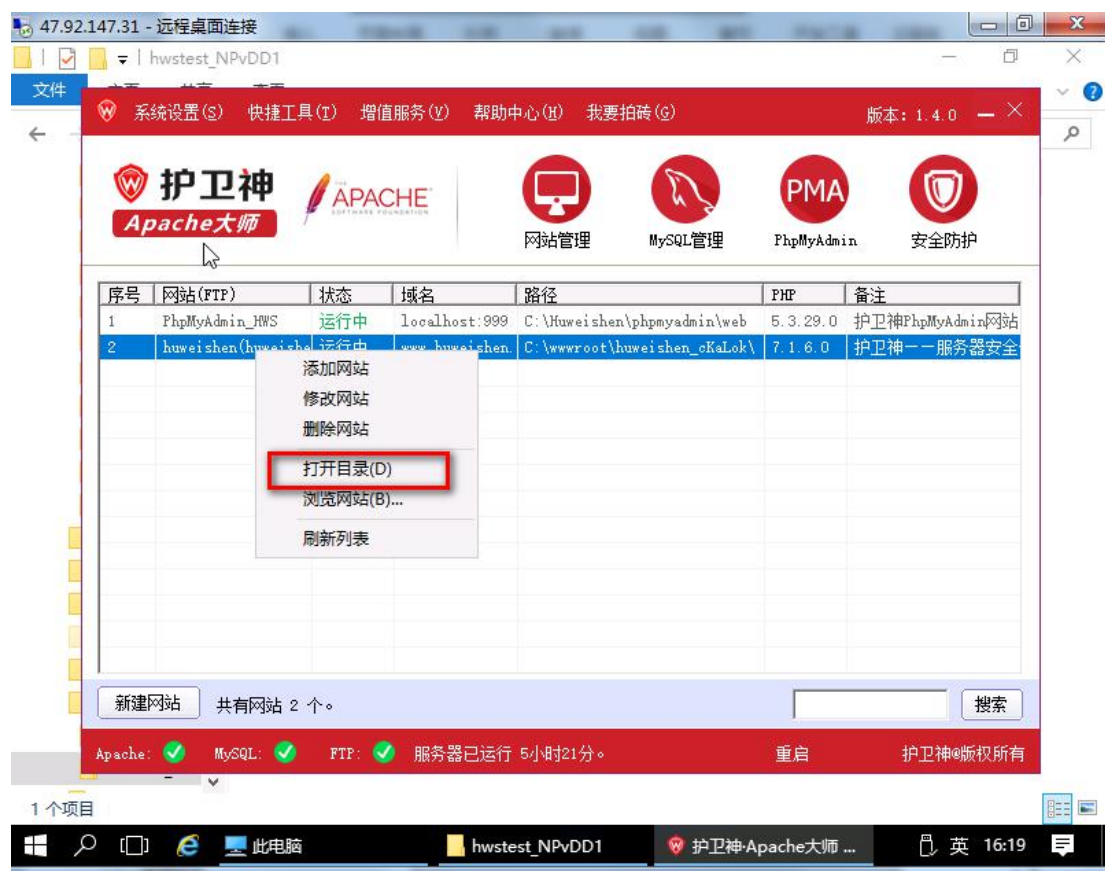 47.92.147.31 - 远程桌面连接
hwstest_NPvDD1
文件
系统设置(S) 快捷工具(T) 增值服务(V) 帮助中心(H) 我要拍砖(G) 版本: 1.4.0
护卫神
Apache大师
THE
APACHE
SOFTWARE FOUNDATION
PMA
网站管理 MySQL管理 PhpMyAdmin 安全防护
序号 网站(FTP) 状态 域名 路径 PHP 备注
1 PhpMyAdmin_HWS 运行中 localhost:999 C:\Huweishen\phpmyadmin\web 5.3.29.0 护卫神PhpMyAdmin网站
2 huweishen(huweishe 运行中 www.huweishen. C:\wwwroot\huweishen_cKaLok\ 7.1.6.0 护卫神——服务器安全
添加网站
修改网站
删除网站
打开目录(D)
浏览网站(B)...
刷新列表
新建网站 共有网站 2 个。 搜索
Apache: MySQL: FTP: 服务器已运行 5小时21分。 重启 护卫神®版权所有
1 个项目
此电脑 hwstest_NPvDD1 护卫神·Apache大师 ... 英 16:19